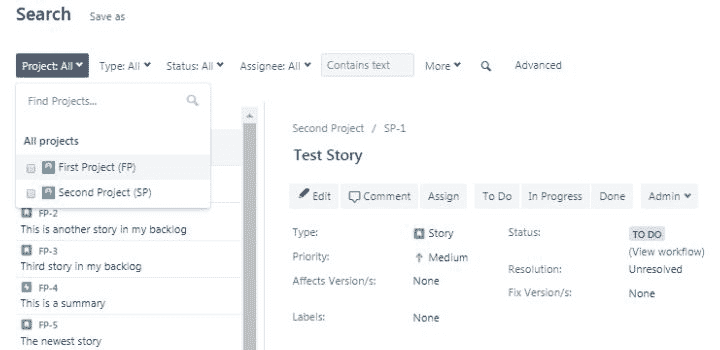 Search Save as
Project: All Type: All Status: All Assignee: All Contains text More Advanced
Find Projects...
All projects
First Project (FP)
Second Project (SP)
FP-2
This is another story in my backlog
FP-3
Third story in my backlog
FP-4
This is a summary
FP-5
The newest story
Second Project / SP-1
Test Story
Edit Comment Assign To Do In Progress Done Admin
Type: Story Status: TO DO
(View workflow)
Priority: Medium Resolution: Unresolved
Affects Version/s: None Fix Version/s: None
Labels: None